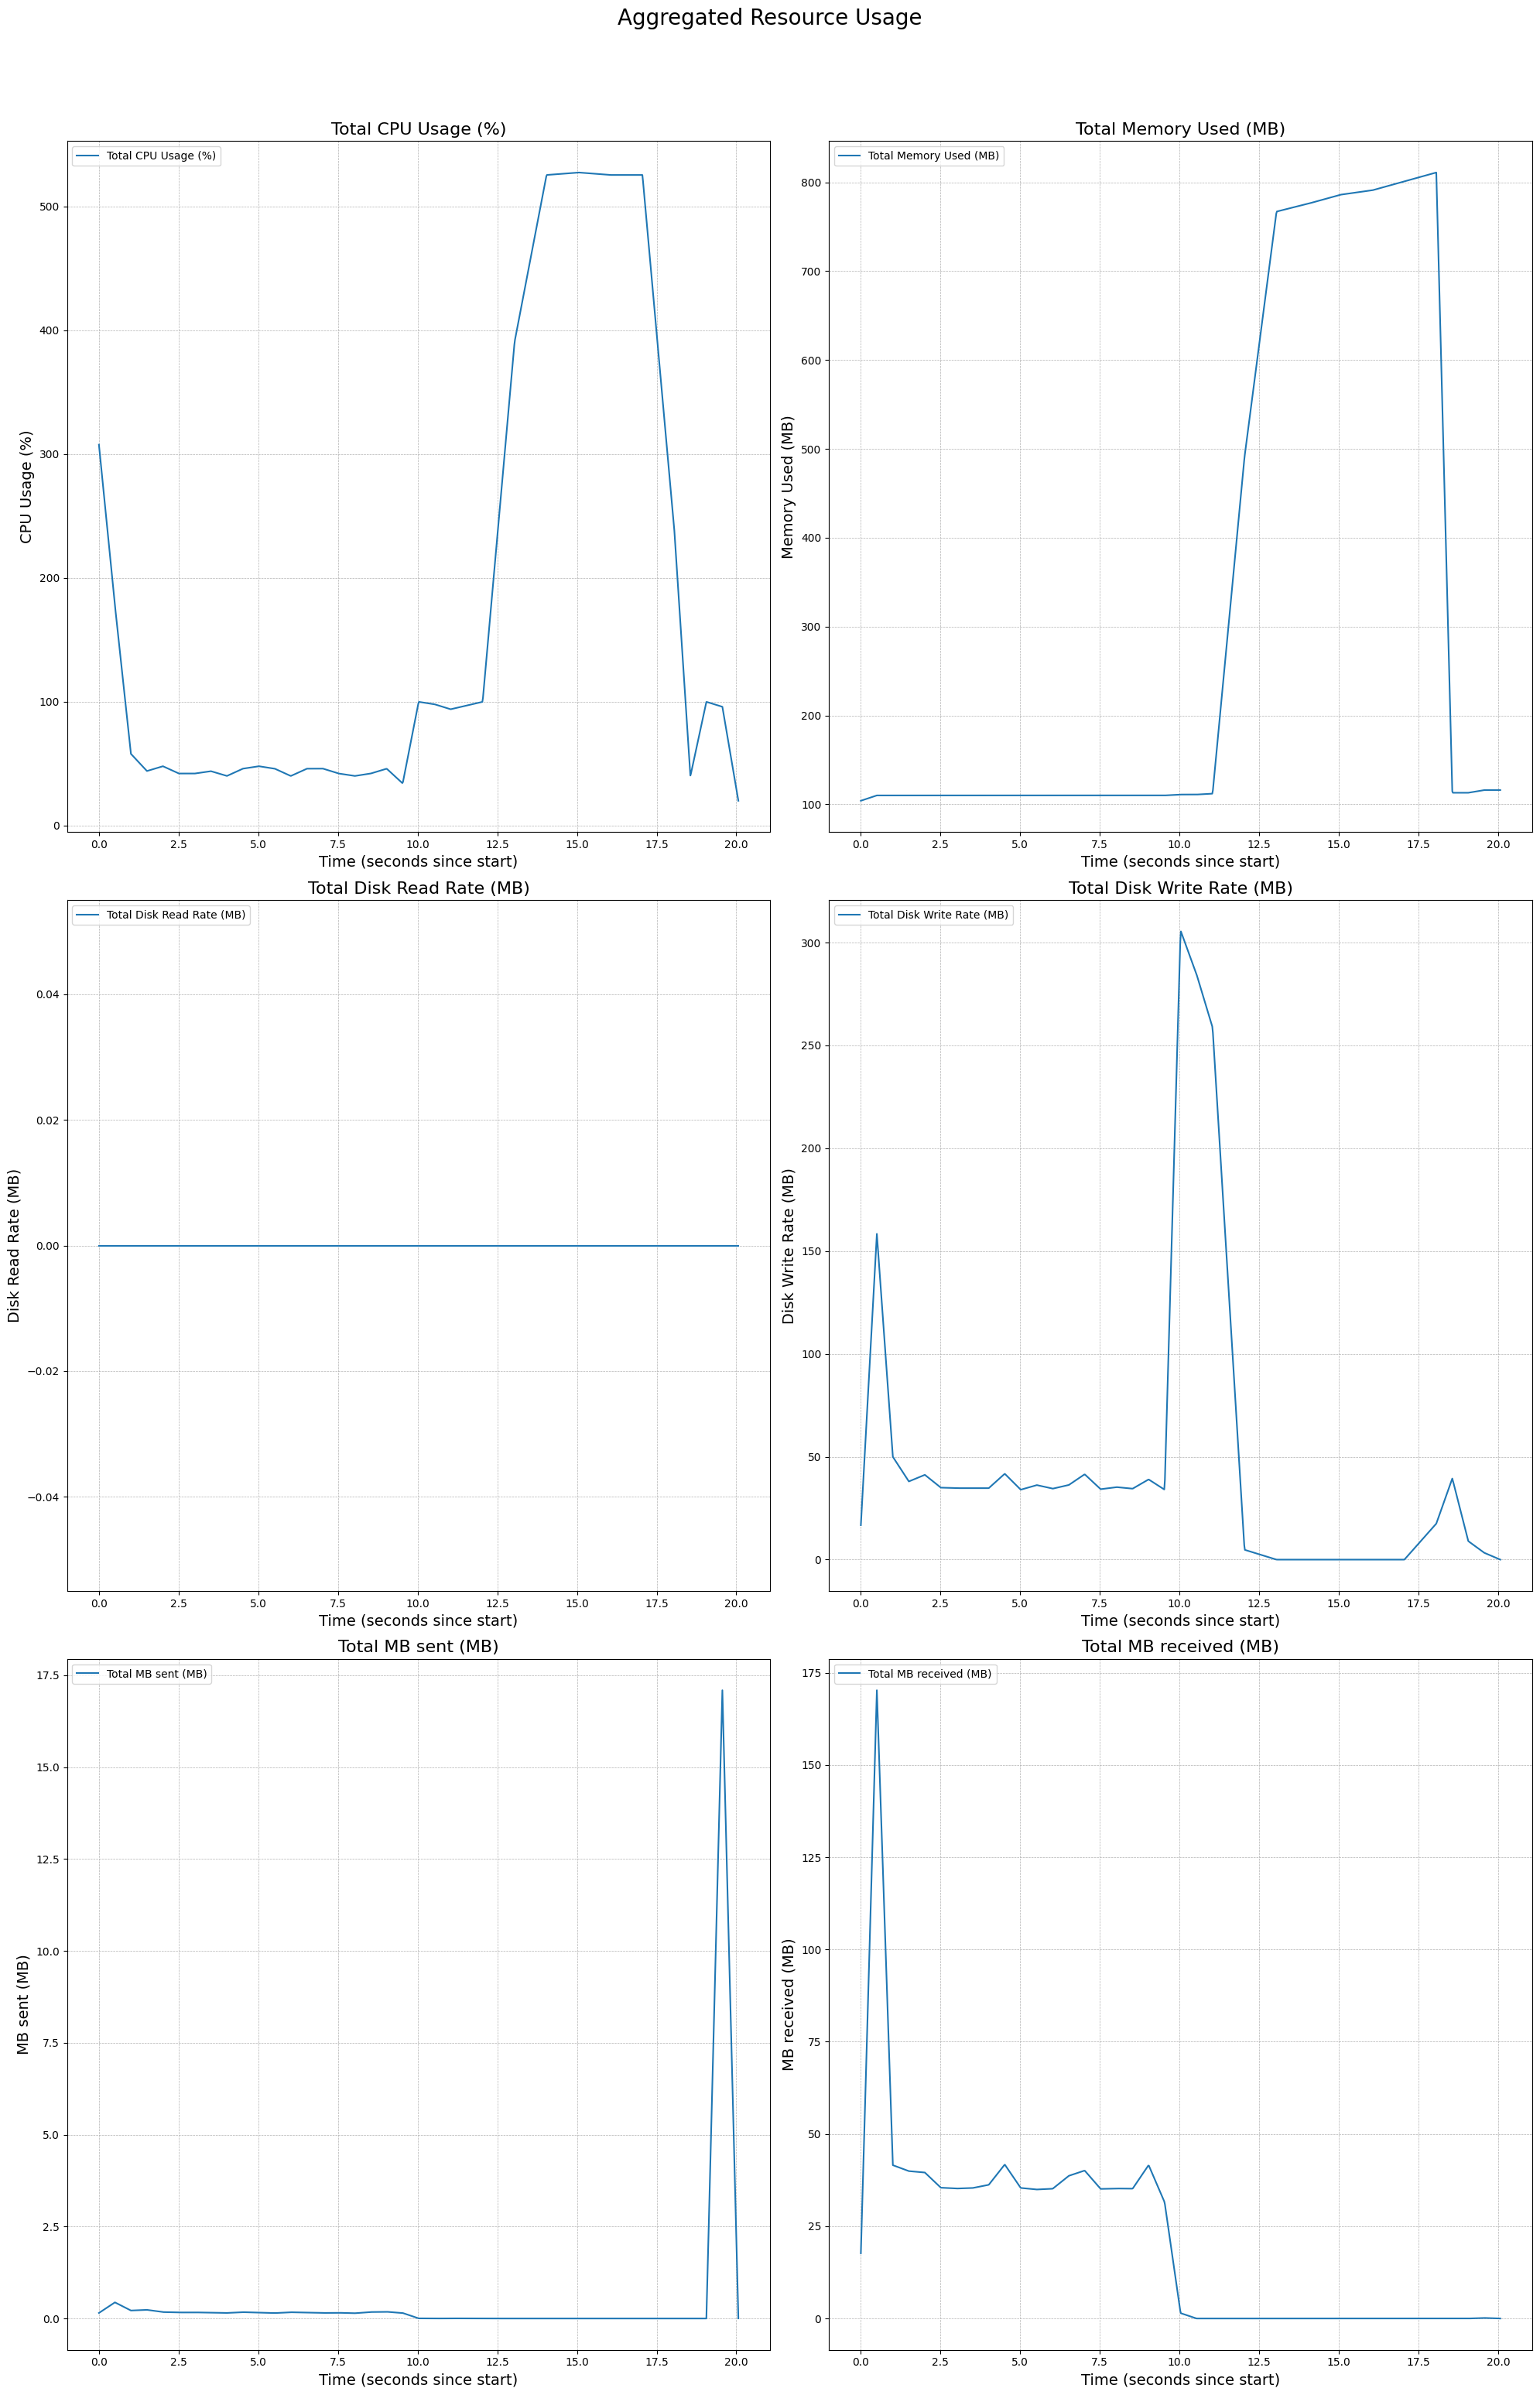 Aggregated Resource Usage
Total CPU Usage (%)
Total CPU Usage (%)
CPU Usage (%)
500
400
300
200
100
0
0.0 2.5 5.0 7.5 10.0 12.5 15.0 17.5 20.0
Time (seconds since start)
Total Memory Used (MB)
Total Memory Used (MB)
Memory Used (MB)
800
700
600
500
400
300
200
100
0.0 2.5 5.0 7.5 10.0 12.5 15.0 17.5 20.0
Time (seconds since start)
Total Disk Read Rate (MB)
Total Disk Read Rate (MB)
Disk Read Rate (MB)
0.04
0.02
0.00
−0.02
−0.04
0.0 2.5 5.0 7.5 10.0 12.5 15.0 17.5 20.0
Time (seconds since start)
Total Disk Write Rate (MB)
Total Disk Write Rate (MB)
Disk Write Rate (MB)
300
250
200
150
100
50
0
0.0 2.5 5.0 7.5 10.0 12.5 15.0 17.5 20.0
Time (seconds since start)
Total MB sent (MB)
Total MB sent (MB)
MB sent (MB)
17.5
15.0
12.5
10.0
7.5
5.0
2.5
0.0
0.0 2.5 5.0 7.5 10.0 12.5 15.0 17.5 20.0
Time (seconds since start)
Total MB received (MB)
Total MB received (MB)
MB received (MB)
175
150
125
100
75
50
25
0
0.0 2.5 5.0 7.5 10.0 12.5 15.0 17.5 20.0
Time (seconds since start)